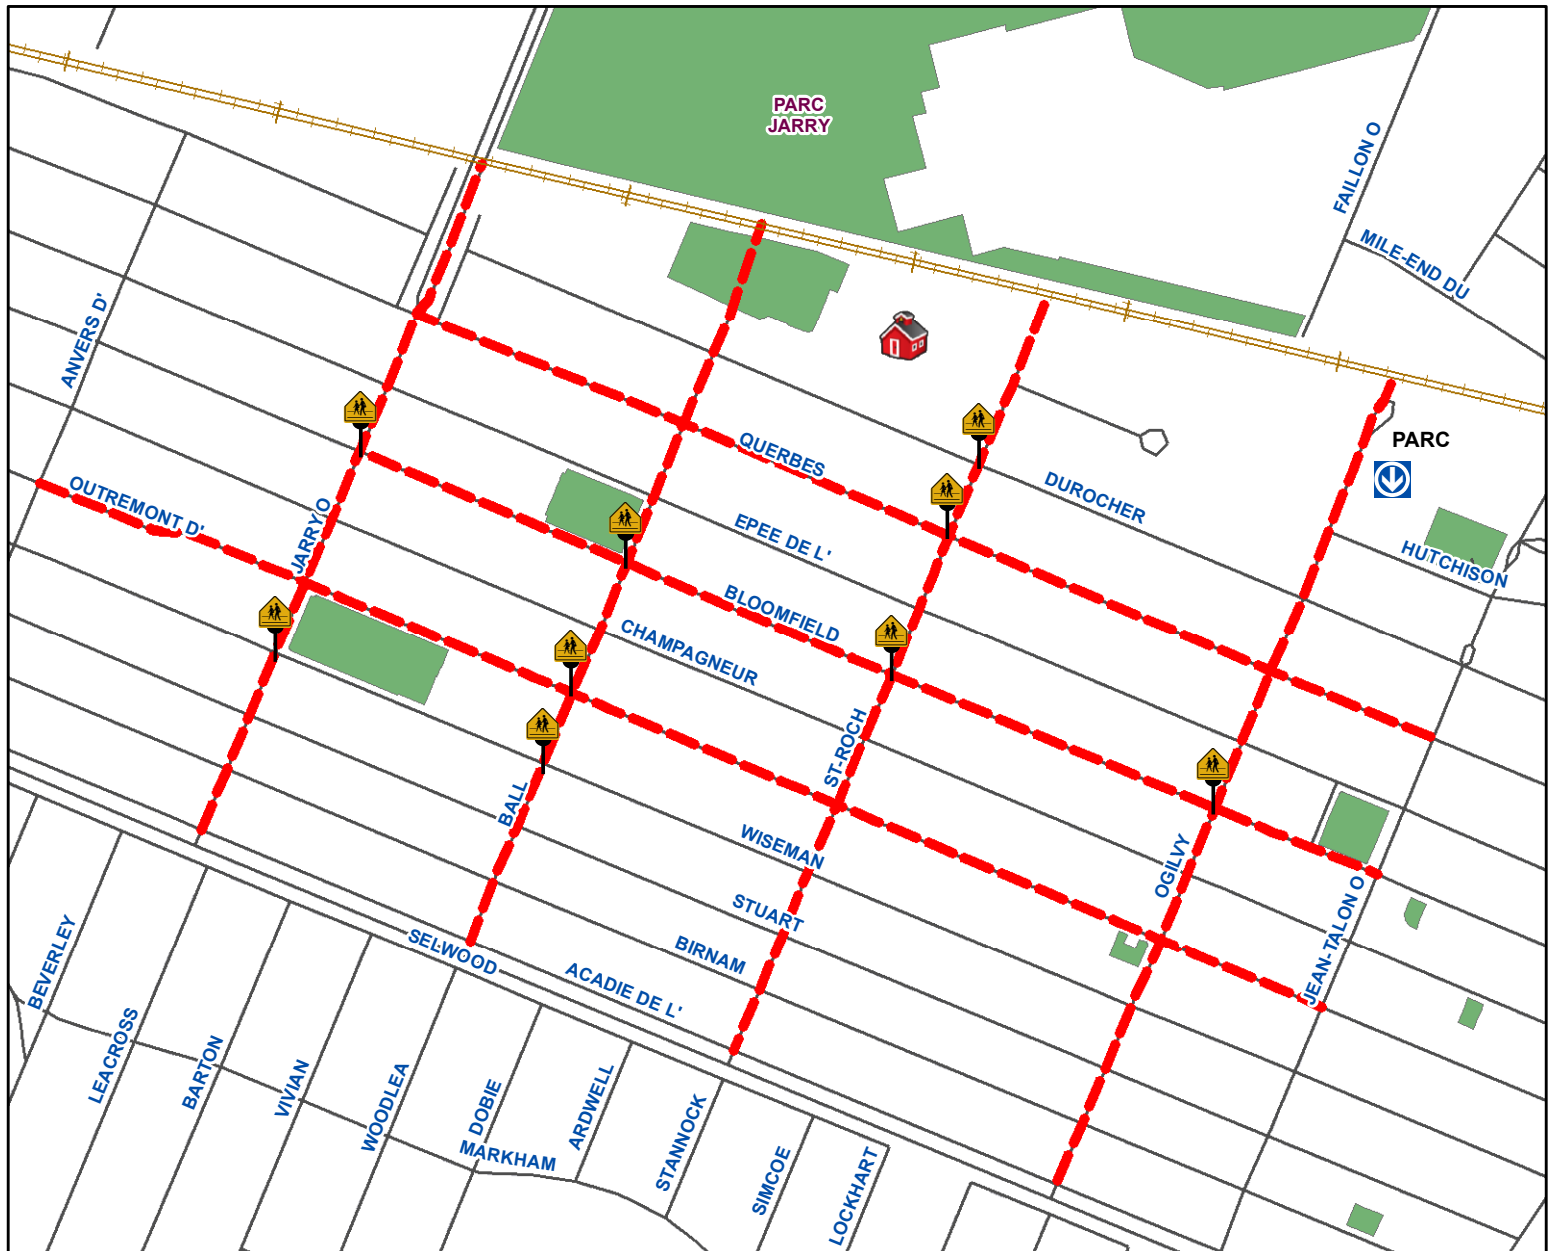 PARC
JARRY
FAILLON O
MILE-END DU
ANVERS D'
PARC
QUERBES
DUROCHER
OUTREMONT D'
JARRY O
EPEE DE L'
HUTCHISON
BLOOMFIELD
CHAMPAGNEUR
ST-ROCH
BALL
WISEMAN
OGILVY
STUART
JEAN-TALON O
BIRNAM
SELWOOD
ACADIE DE L'
BEVERLEY
LEACROSS
BARTON
VIVIAN
WOODLEA
DOBIE
ARDWELL
MARKHAM
STANNOCK
SIMCOE
LOCKHART